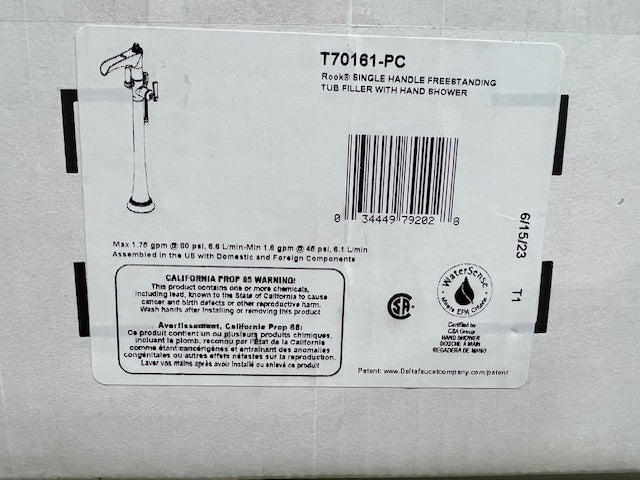 T70161-PC
Rook® SINGLE HANDLE FREESTANDING
TUB FILLER WITH HAND SHOWER
0 34449 79202 8
6/15/23
T1
Max 1.75 gpm @ 80 psi, 6.6 L/min-Min 1.6 gpm @ 45 psi, 6.1 L/min
Assembled in the US with Domestic and Foreign Components
CALIFORNIA PROP 65 WARNING!
This product contains one or more chemicals,
including lead, known to the State of California to cause
cancer and birth defects or other reproductive harm.
Wash hands after installing or removing this product
Avertissement, California Prop 65:
Ce produit contient un ou plusieurs produits chimiques,
incluant le plomb, reconnu par l'État de la Californie
comme étant cancérigènes et entraînant des anomalies
congénitales ou autres effets néfastes sur la reproduction.
Lavez vos mains après avoir installé ou enlevé ce produit
SA
WaterSense
Meets EPA Criteria
Certified by
CSA Group
HAND SHOWER
DOUCHE À MAIN
REGADERA DE MANO
Patent: www.Deltafaucetcompany.com/patent